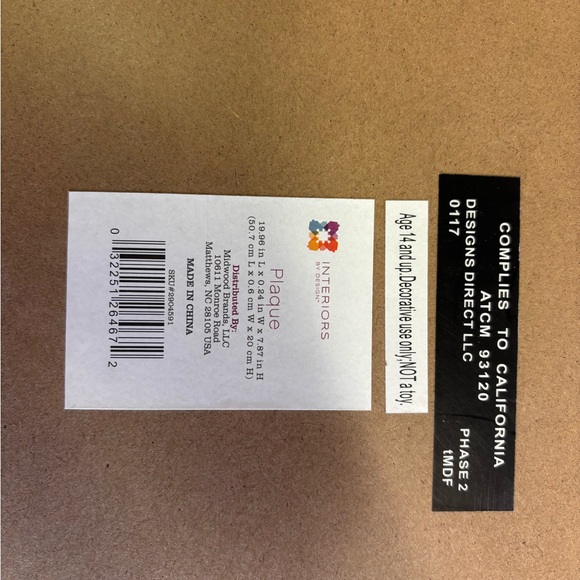 INTERIORS
BY DESIGN®
Plaque
19.96 in L x 0.24 in W x 7.87 in H
(50.7 cm L x 0.6 cm W x 20 cm H)
Distributed By:
Midwood Brands, LLC
10611 Monroe Road
Matthews, NC 28105 USA
MADE IN CHINA
SKU#2904591
0 32251 26467 2
Age 14 and up.Decorative use only;NOT a toy.
COMPLIES TO CALIFORNIA
ATCM 93120 PHASE 2
DESIGNS DIRECT LLC tMDF
0117